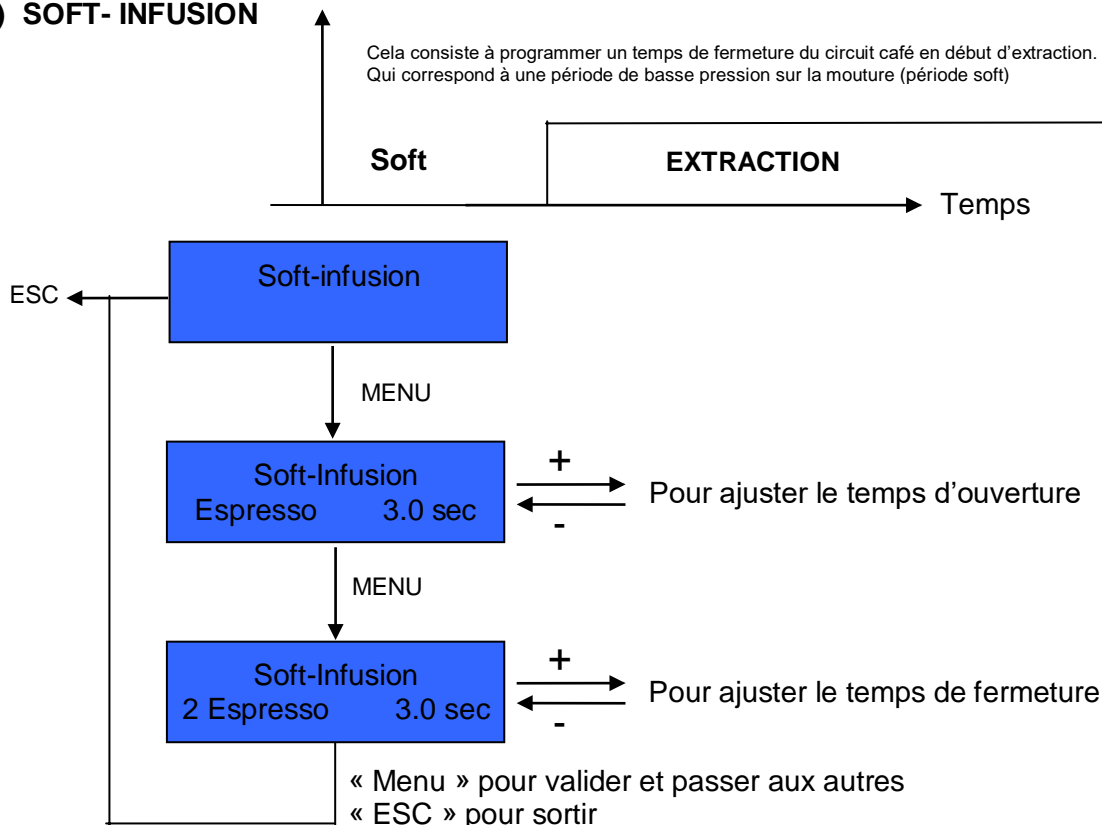 ) SOFT- INFUSION
Cela consiste à programmer un temps de fermeture du circuit café en début d’extraction.
Qui correspond à une période de basse pression sur la mouture (période soft)
Soft
EXTRACTION
Temps
Soft-infusion
ESC
MENU
Soft-Infusion
Espresso 3.0 sec
+
-
Pour ajuster le temps d’ouverture
MENU
Soft-Infusion
2 Espresso 3.0 sec
+
-
Pour ajuster le temps de fermeture
« Menu » pour valider et passer aux autres
« ESC » pour sortir